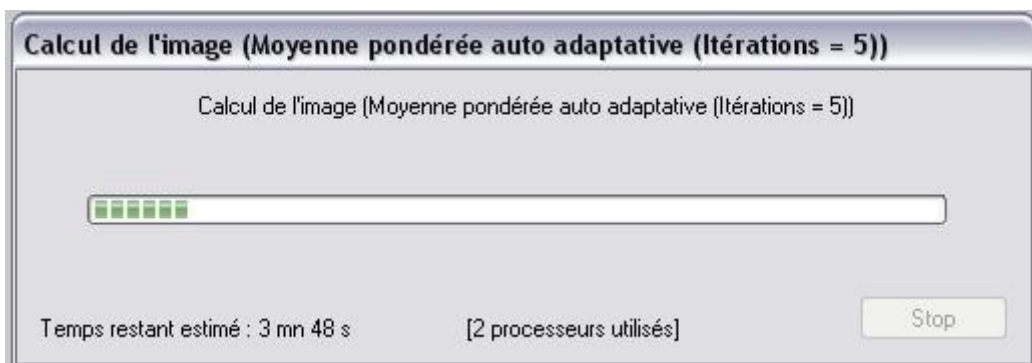 Calcul de l'image (Moyenne pondérée auto adaptative (Itérations = 5))
Calcul de l'image (Moyenne pondérée auto adaptative (Itérations = 5))
Temps restant estimé : 3 mn 48 s [2 processeurs utilisés] Stop